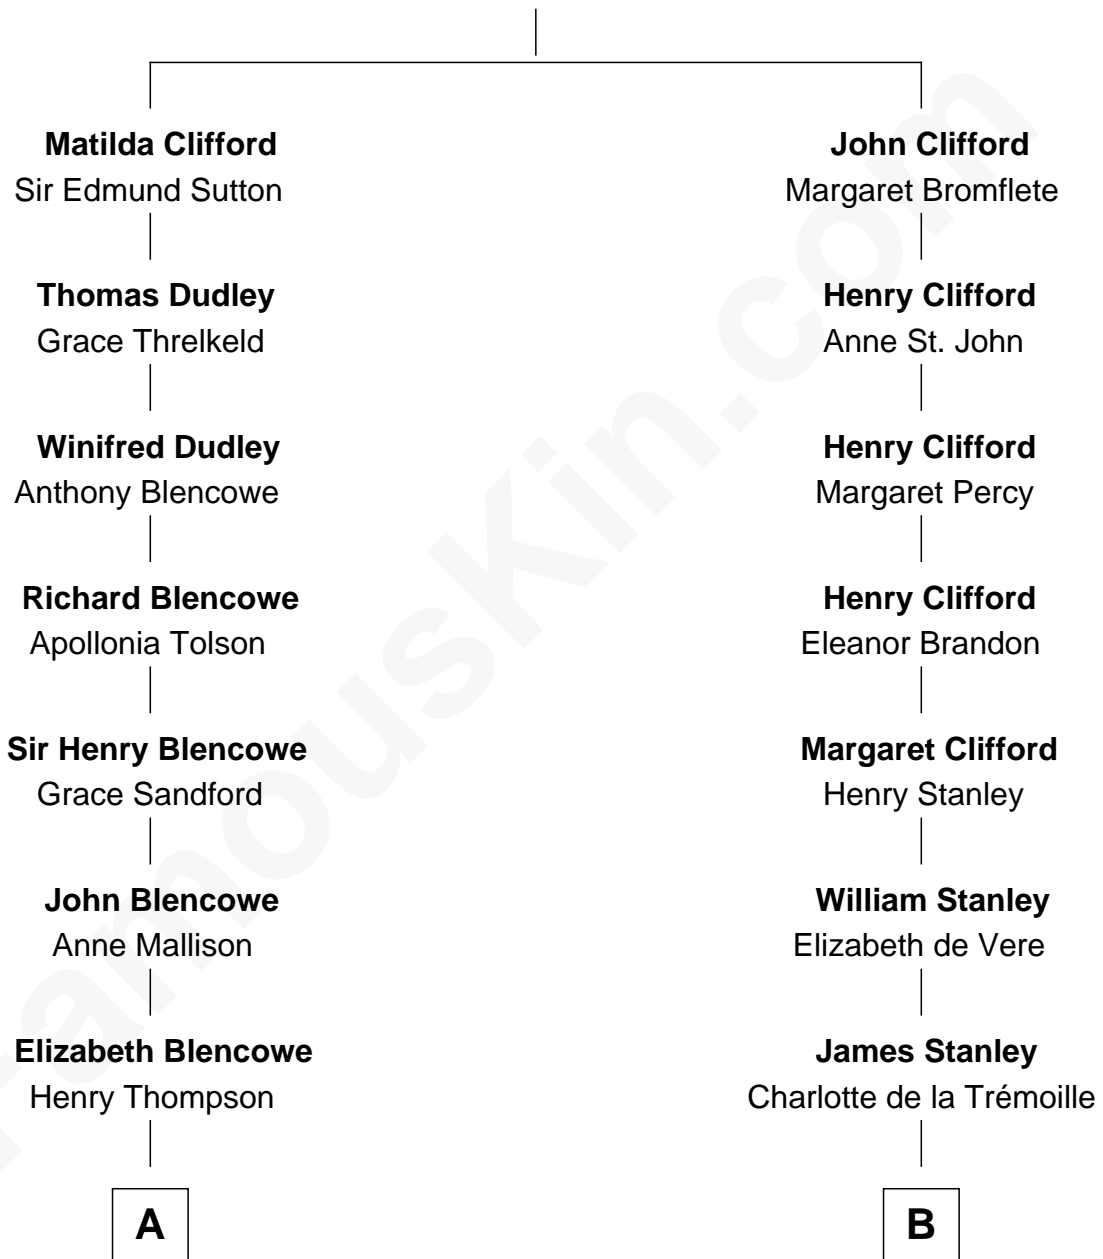 Matilda Clifford
Sir Edmund Sutton
Thomas Dudley
Grace Threlkeld
Winifred Dudley
Anthony Blencowe
Richard Blencowe
Apollonia Tolson
Sir Henry Blencowe
Grace Sandford
John Blencowe
Anne Mallison
Elizabeth Blencowe
Henry Thompson
A
John Clifford
Margaret Bromflete
Henry Clifford
Anne St. John
Henry Clifford
Margaret Percy
Henry Clifford
Eleanor Brandon
Margaret Clifford
Henry Stanley
William Stanley
Elizabeth de Vere
James Stanley
Charlotte de la Trémoille
B
FamousKin.com